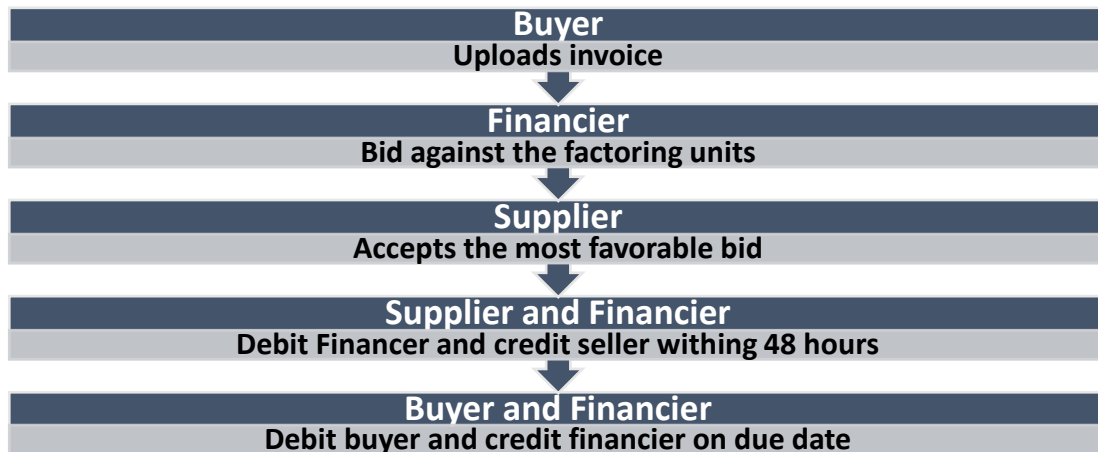 Buyer
Uploads invoice
Financier
Bid against the factoring units
Supplier
Accepts the most favorable bid
Supplier and Financier
Debit Financer and credit seller withing 48 hours
Buyer and Financier
Debit buyer and credit financier on due date